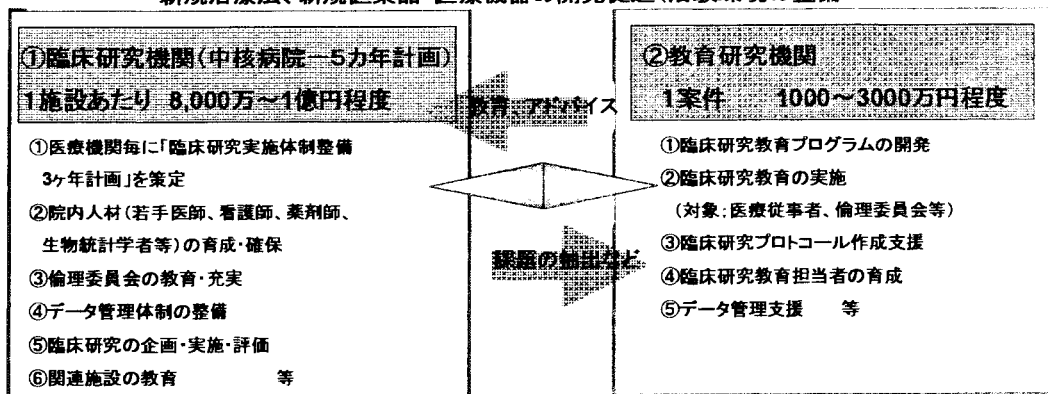 ①臨床研究機関(中核病院―5カ年計画)
1施設あたり 8,000万～1億円程度
①医療機関毎に「臨床研究実施体制整備
3ヶ年計画」を策定
②院内人材(若手医師、看護師、薬剤師、
生物統計学者等)の育成・確保
③倫理委員会の教育・充実
④データ管理体制の整備
⑤臨床研究の企画・実施・評価
⑥関連施設の教育 等
教育、アドバイス
課題の抽出など
②教育研究機関
1案件 1000～3000万円程度
①臨床研究教育プログラムの開発
②臨床研究教育の実施
(対象:医療従事者、倫理委員会等)
③臨床研究プロトコール作成支援
④臨床研究教育担当者の育成
⑤データ管理支援 等